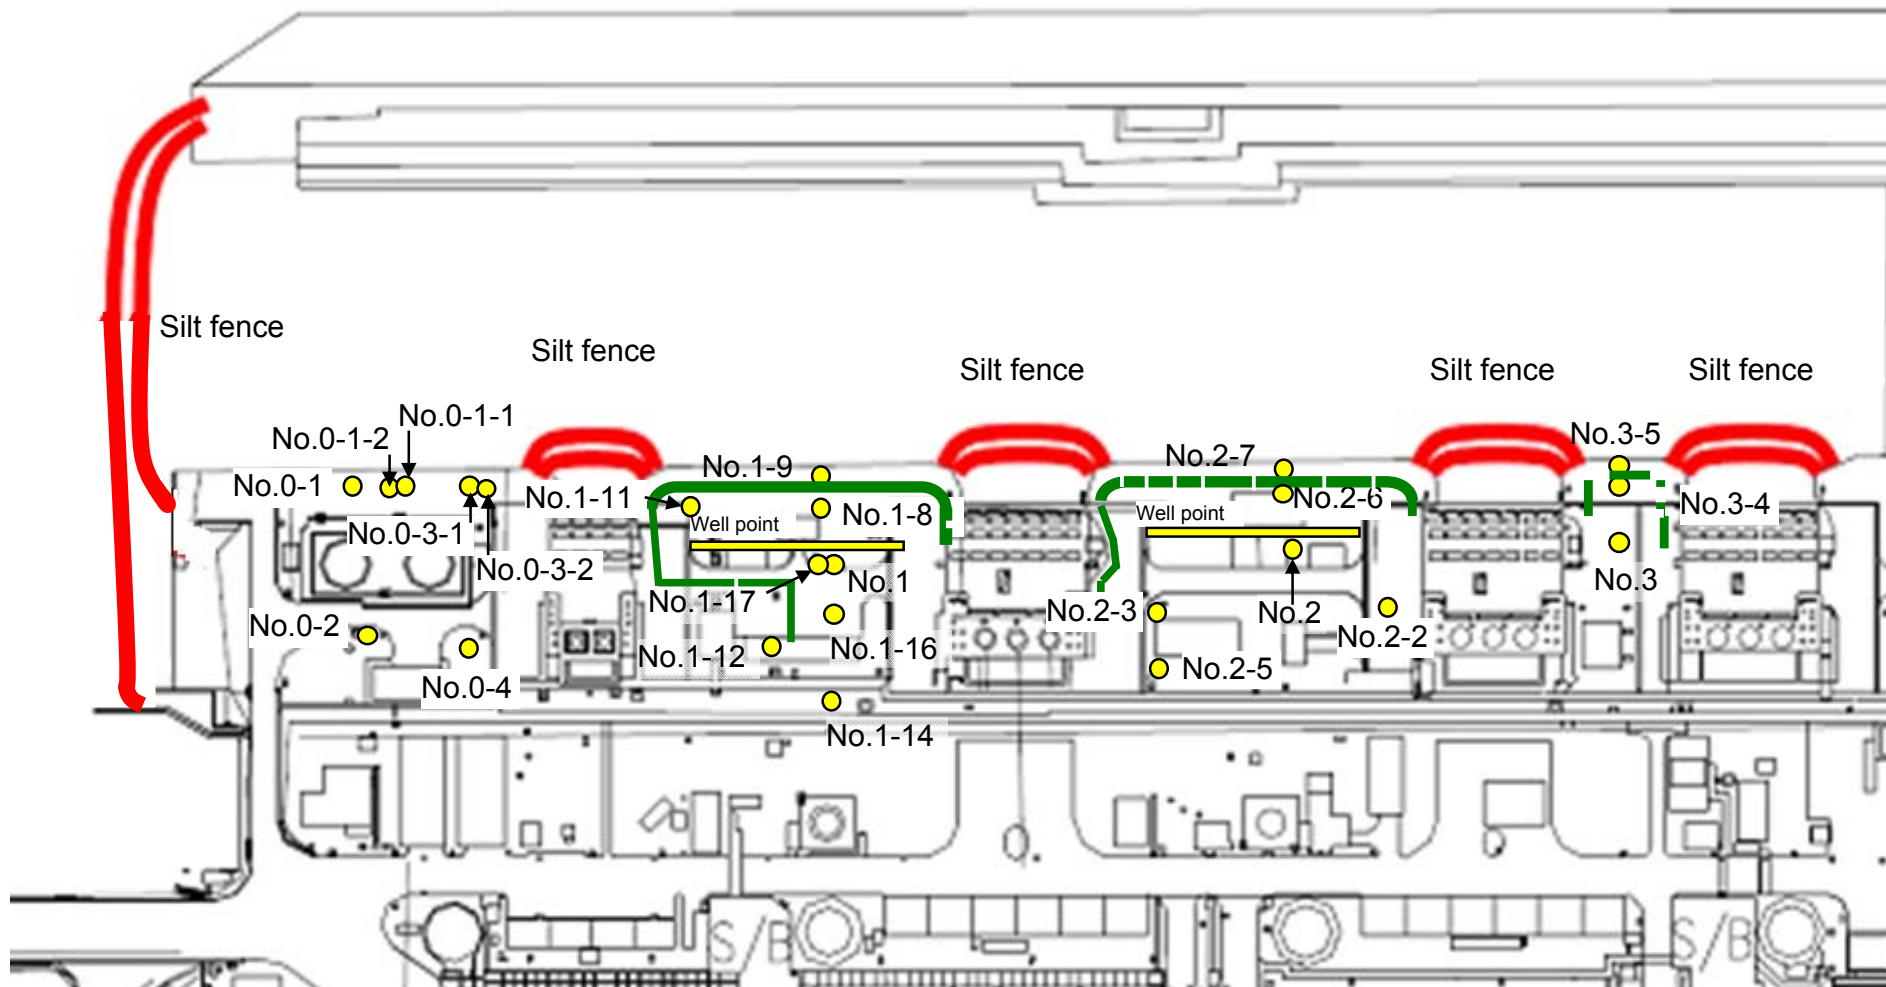 Silt fence
Silt fence
Silt fence
Silt fence
Silt fence
No.0-1-1
No.0-1-2
No.3-5
No.2-7
No.1-9
No.0-1
No.1-11
No.2-6
No.3-4
No.1-8
Well point
Well point
No.0-3-1
No.0-3-2
No.1
No.3
No.1-17
No.2-3
No.2
No.0-2
No.2-2
No.1-16
No.1-12
No.2-5
No.0-4
No.1-14
S/B
S/B